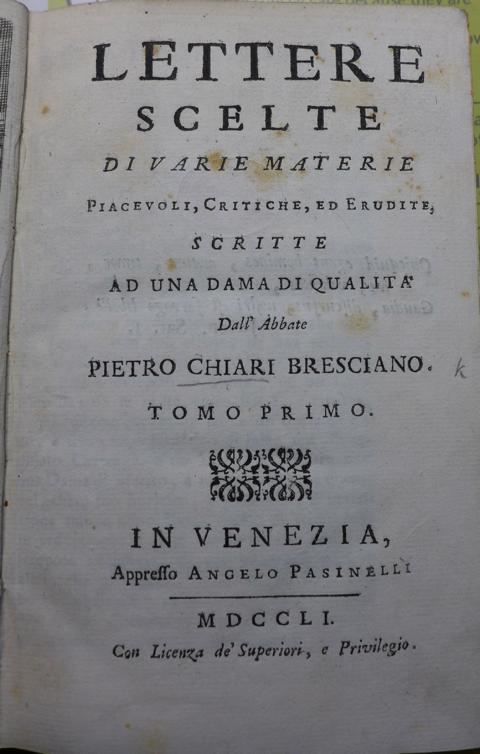 LETTERE
SCELTE
DI VARIE MATERIE
PIACEVOLI, CRITICHE, ED ERUDITE,
SCRITTE
AD UNA DAMA DI QUALITA'
Dall' Abbate
PIETRO CHIARI BRESCIANO.
k
TOMO PRIMO.
IN VENEZIA,
Appresso ANGELO PASINELLI
MDCCLI.
Con Licenza de' Superiori, e Privilegio.